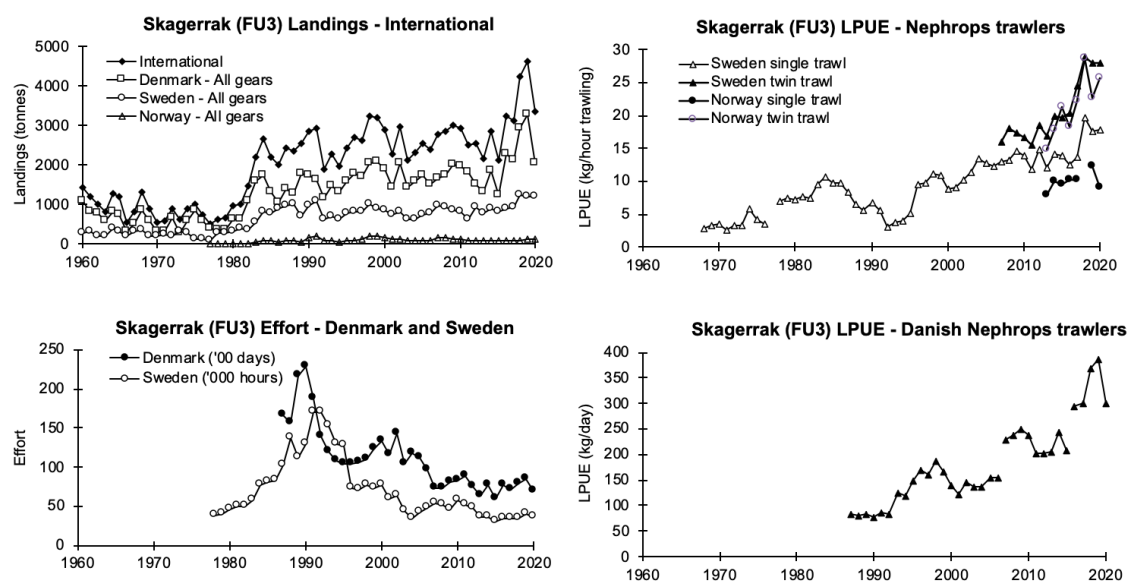 Skagerrak (FU3) Landings - International
5000
4000
3000
2000
1000
0
Landings (tonnes)
International
Denmark - All gears
Sweden - All gears
Norway - All gears
1960 1970 1980 1990 2000 2010 2020
Skagerrak (FU3) LPUE - Nephrops trawlers
30
25
20
15
10
5
0
LPUE (kg/hour trawling)
Sweden single trawl
Sweden twin trawl
Norway single trawl
Norway twin trawl
1960 1970 1980 1990 2000 2010 2020
Skagerrak (FU3) Effort - Denmark and Sweden
250
200
150
100
50
0
Effort
Denmark ('00 days)
Sweden ('000 hours)
1960 1970 1980 1990 2000 2010 2020
Skagerrak (FU3) LPUE - Danish Nephrops trawlers
400
350
300
250
200
150
100
50
0
LPUE (kg/day)
1960 1970 1980 1990 2000 2010 2020